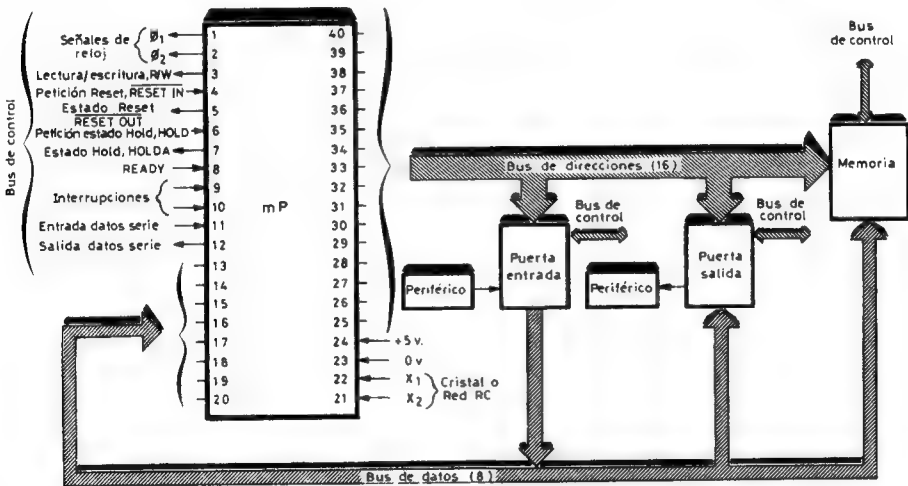 Bus de control
Señales de
reloj
Ø1
Ø2
Lectura/escritura, R/W
Petición Reset, RESET IN
Estado Reset
RESET OUT
Petición estado Hold, HOLD
Estado Hold, HOLDA
READY
Interrupciones
Entrada datos serie
Salida datos serie
1
2
3
4
5
6
7
8
9
10
11
12
13
14
15
16
17
18
19
20
mP
40
39
38
37
36
35
34
33
32
31
30
29
28
27
26
25
24
23
22
21
+5 v.
0 v
X1
X2
Cristal o
Red RC
Bus de direcciones (16)
Bus
de control
Memoria
Bus de
control
Puerta
entrada
Periférico
Bus de
control
Puerta
salida
Periférico
Bus de datos (8)